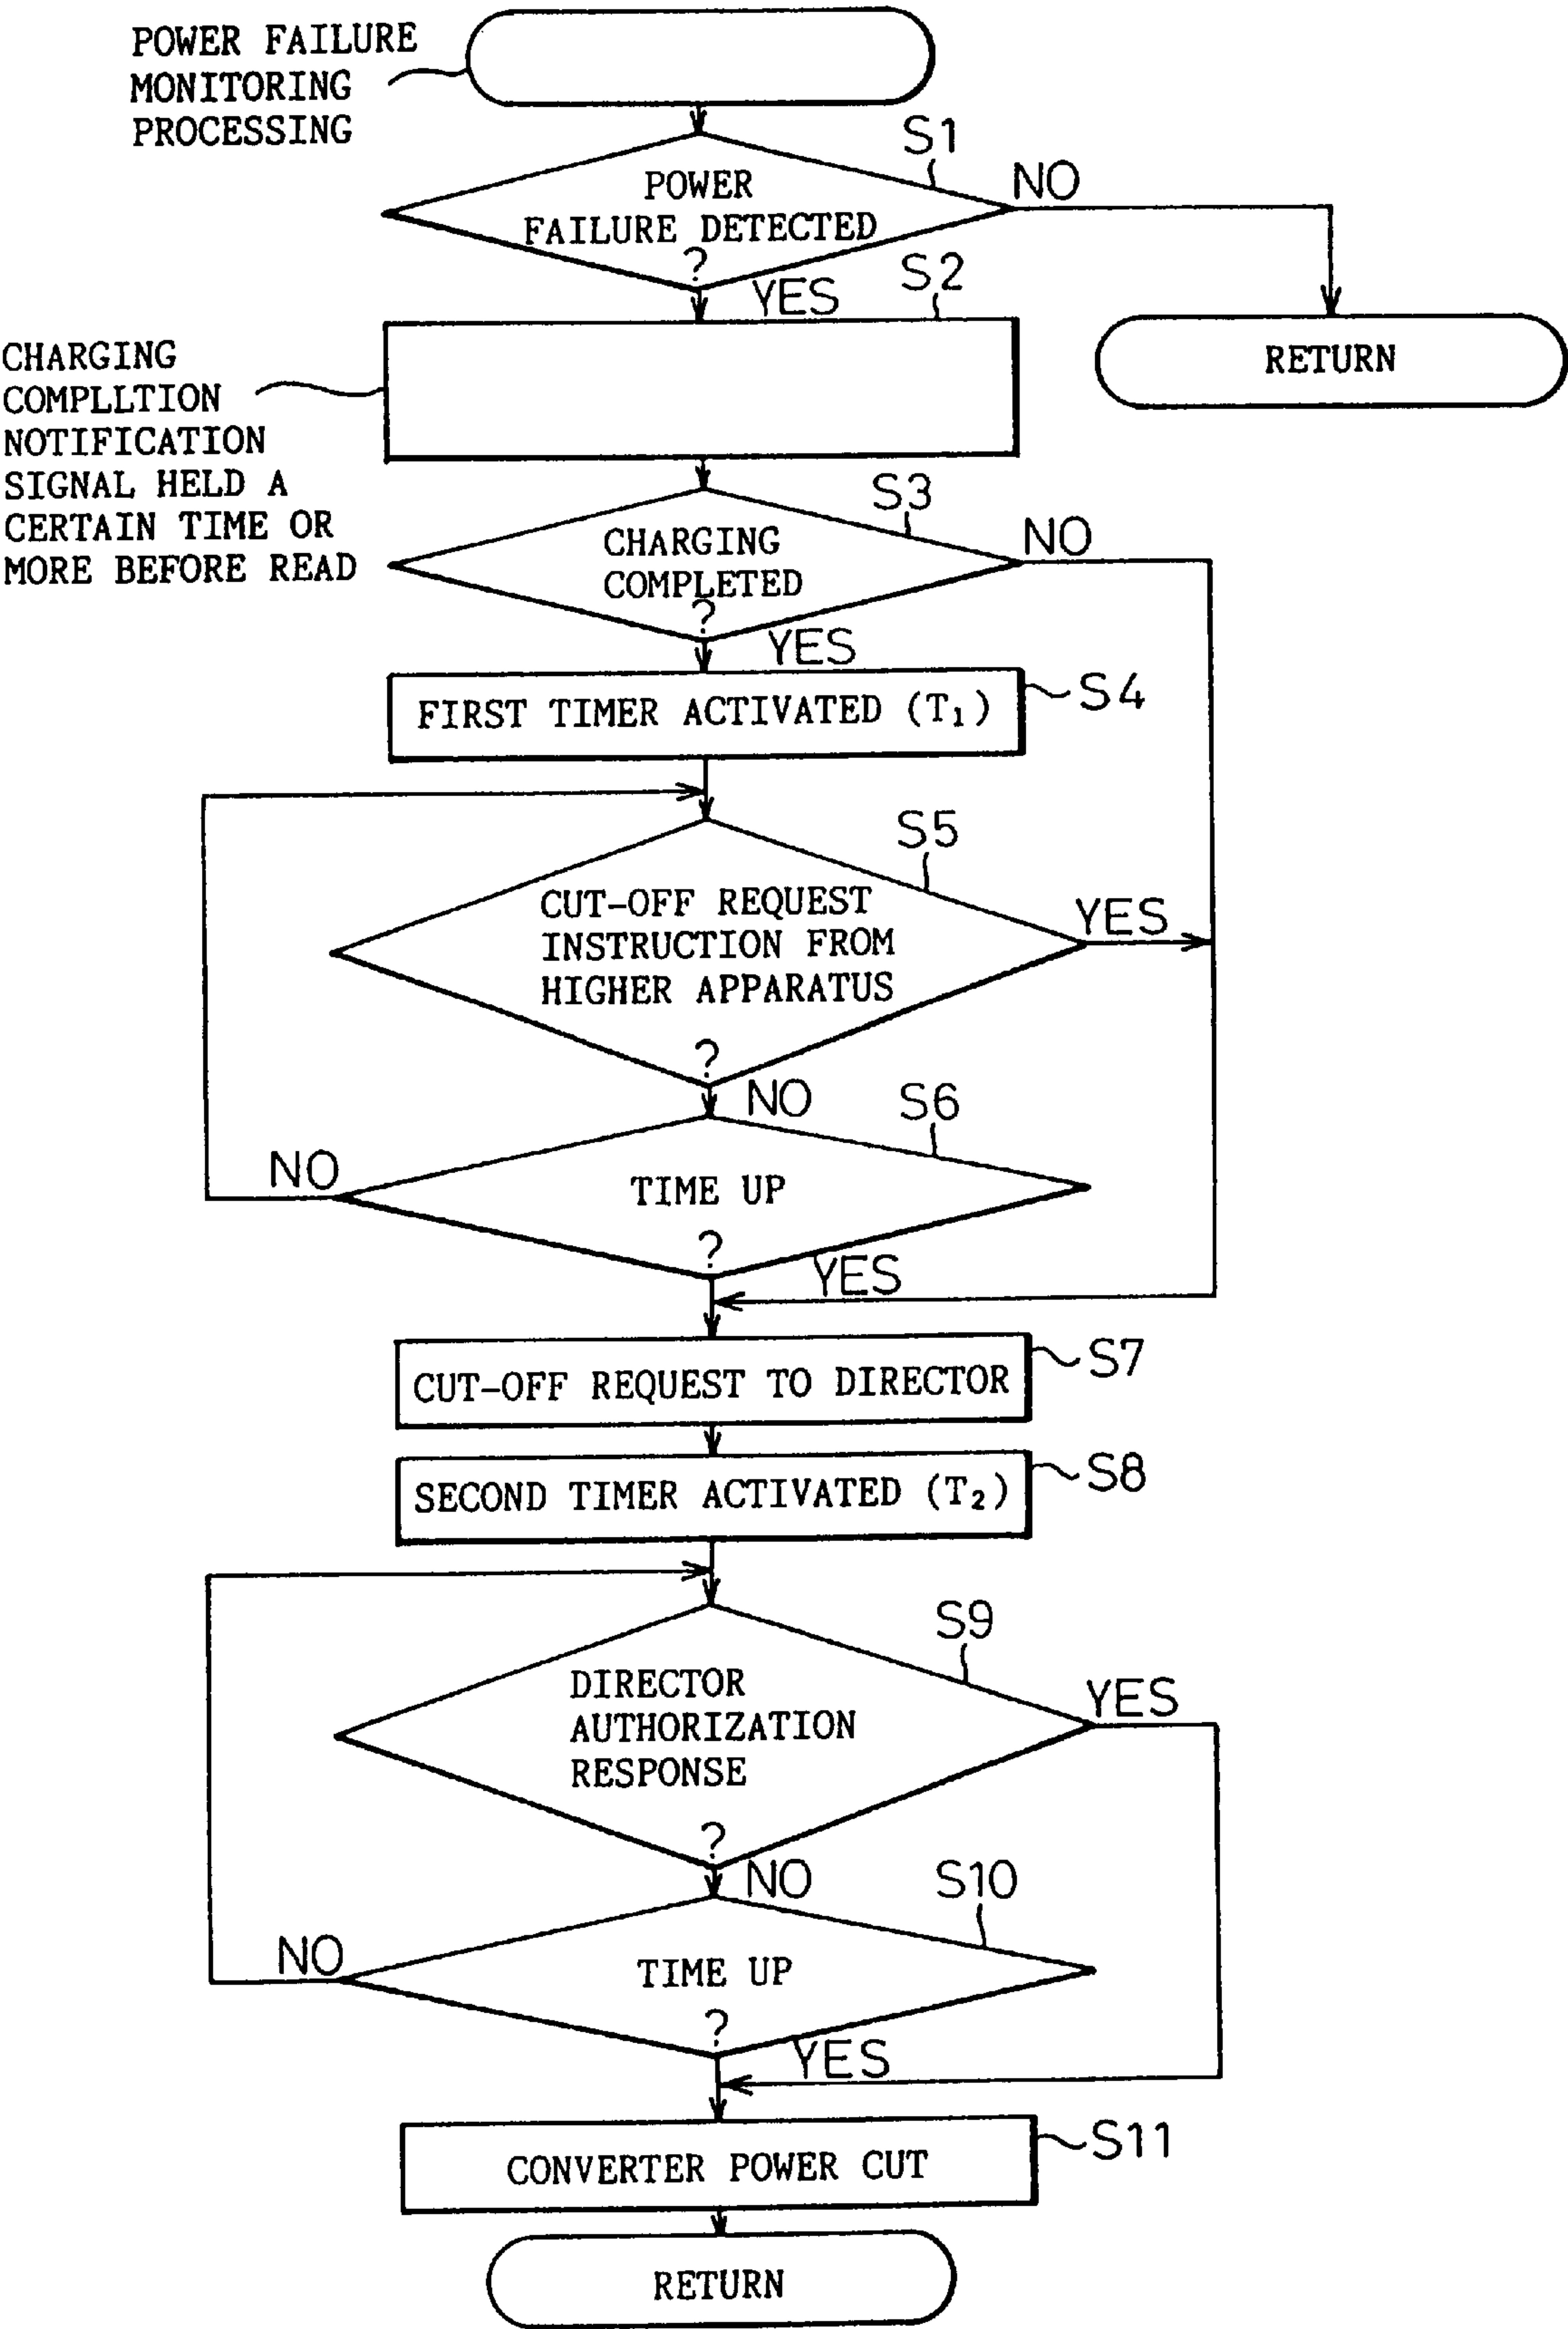 POWER FAILURE
MONITORING
PROCESSING
S1
POWER
FAILURE DETECTED
?
NO
YES
S2
RETURN
CHARGING
COMPLLTION
NOTIFICATION
SIGNAL HELD A
CERTAIN TIME OR
MORE BEFORE READ
S3
CHARGING
COMPLETED
?
NO
YES
FIRST TIMER ACTIVATED (T₁)
S4
S5
CUT-OFF REQUEST
INSTRUCTION FROM
HIGHER APPARATUS
?
YES
NO
S6
NO
TIME UP
?
YES
CUT-OFF REQUEST TO DIRECTOR
S7
SECOND TIMER ACTIVATED (T₂)
S8
S9
DIRECTOR
AUTHORIZATION
RESPONSE
?
YES
NO
S10
NO
TIME UP
?
YES
CONVERTER POWER CUT
S11
RETURN